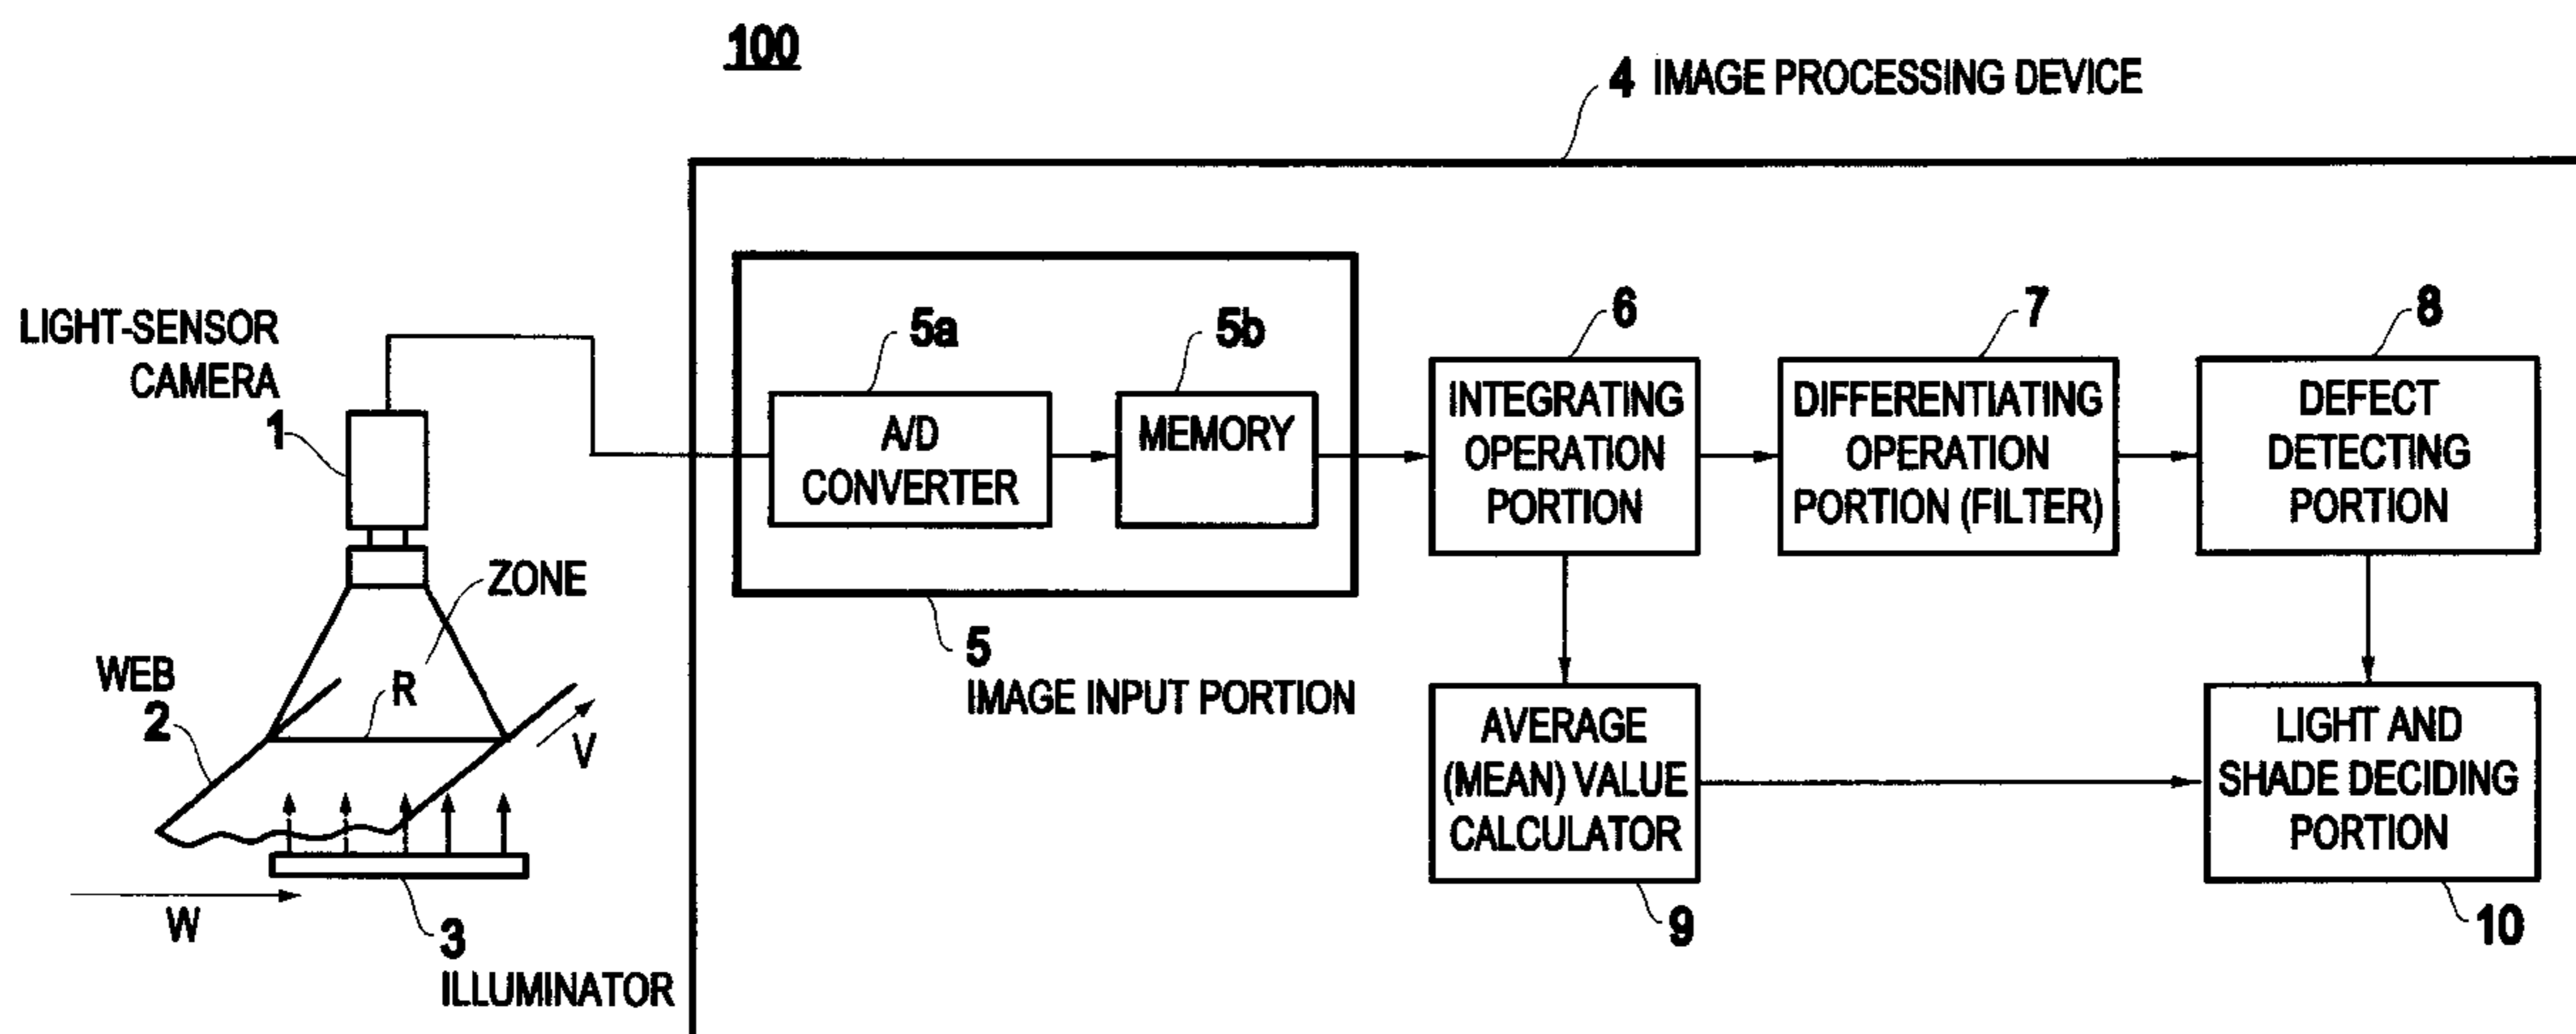 100
4 IMAGE PROCESSING DEVICE
LIGHT-SENSOR
CAMERA
1
ZONE
WEB
2
R
V
W
3
ILLUMINATOR
5a
A/D
CONVERTER
5b
MEMORY
5
IMAGE INPUT PORTION
6
INTEGRATING
OPERATION
PORTION
7
DIFFERENTIATING
OPERATION
PORTION (FILTER)
8
DEFECT
DETECTING
PORTION
AVERAGE
(MEAN) VALUE
CALCULATOR
9
LIGHT AND
SHADE DECIDING
PORTION
10